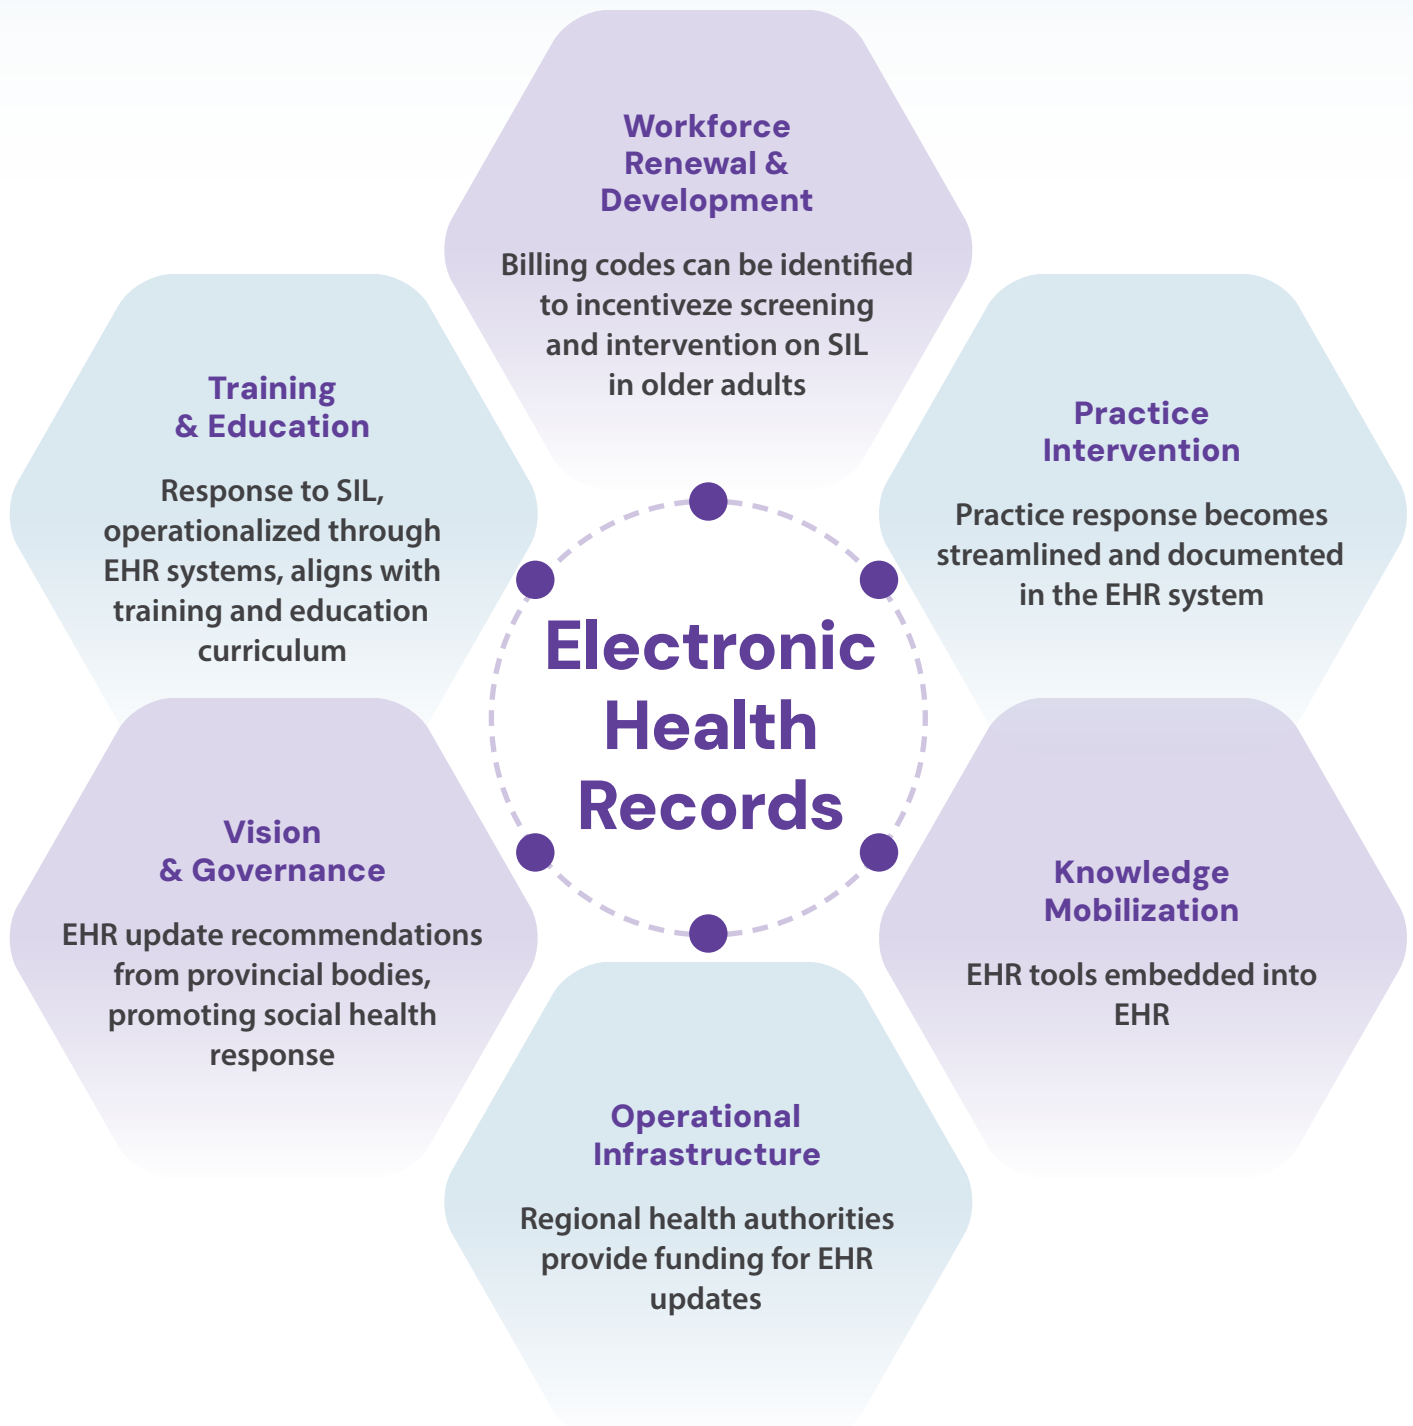 Workforce
Renewal &
Development
Billing codes can be identified
to incentiveze screening
and intervention on SIL
in older adults
Training
& Education
Response to SIL,
operationalized through
EHR systems, aligns with
training and education
curriculum
Practice
Intervention
Practice response becomes
streamlined and documented
in the EHR system
Electronic
Health
Records
Vision
& Governance
EHR update recommendations
from provincial bodies,
promoting social health
response
Knowledge
Mobilization
EHR tools embedded into
EHR
Operational
Infrastructure
Regional health authorities
provide funding for EHR
updates